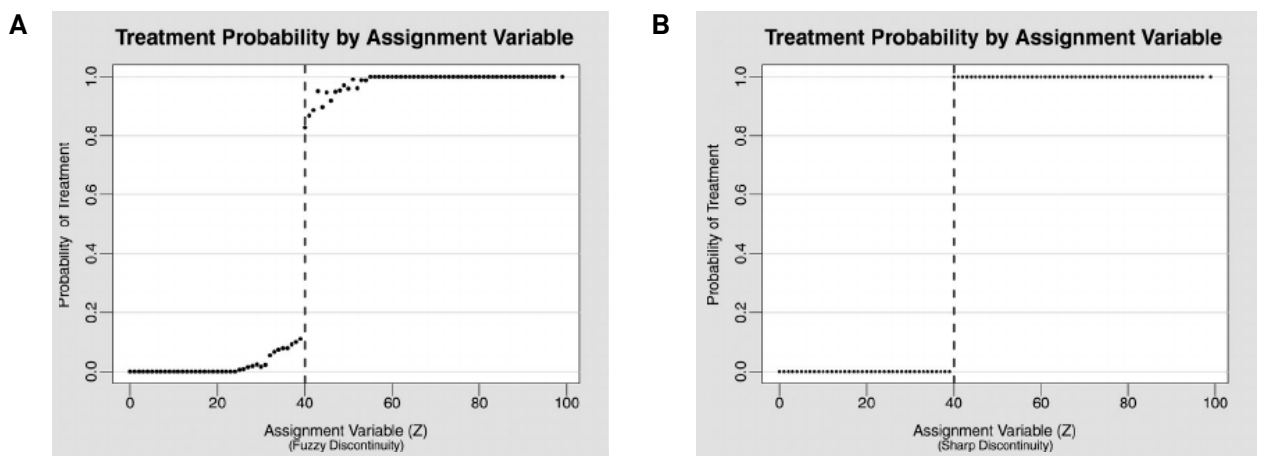 A
Treatment Probability by Assignment Variable
Probability of Treatment
1.0
0.8
0.6
0.4
0.2
0.0
0 20 40 60 80 100
Assignment Variable (Z)
(Fuzzy Discontinuity)
B
Treatment Probability by Assignment Variable
Probability of Treatment
1.0
0.8
0.6
0.4
0.2
0.0
0 20 40 60 80 100
Assignment Variable (Z)
(Sharp Discontinuity)